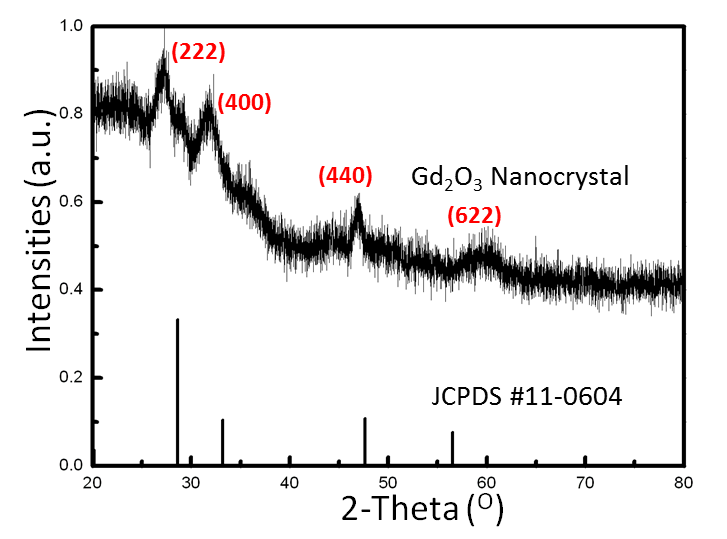 1.0
(222)
(400)
0.8
(440)
Gd2O3 Nanocrystal
0.6
(622)
0.4
JCPDS #11-0604
0.2
0.0
20 30 40 50 60 70 80
2-Theta (O)
Intensities (a.u.)